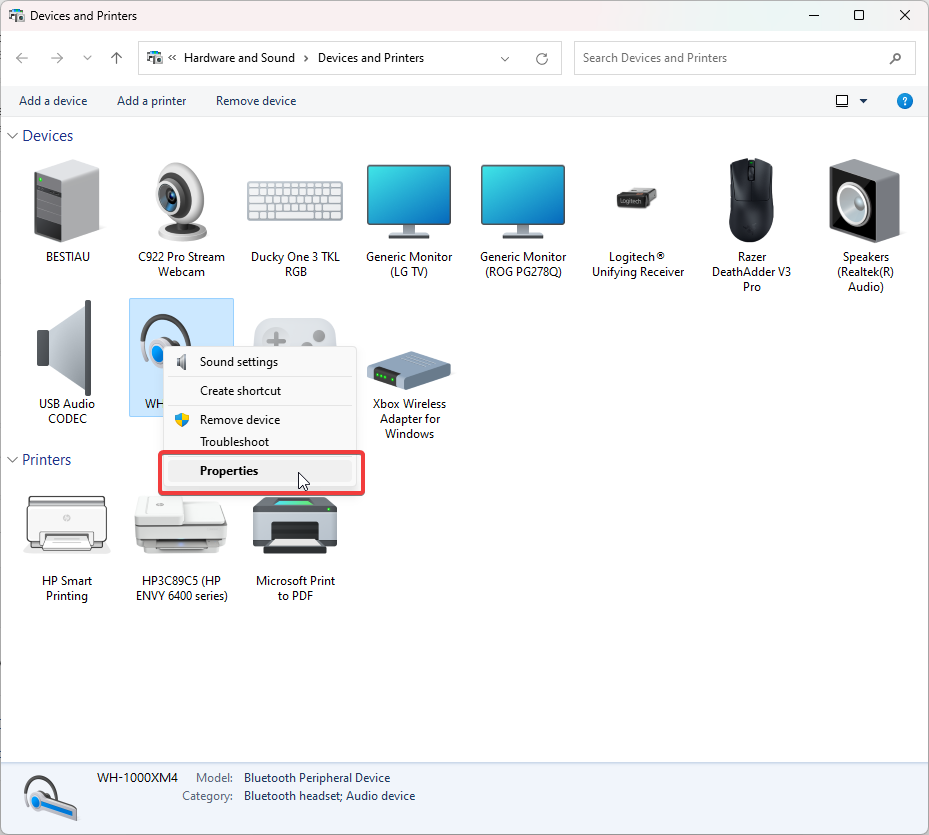 Devices and Printers
« Hardware and Sound › Devices and Printers
Search Devices and Printers
Add a device
Add a printer
Remove device
?
Devices
BESTIAU
C922 Pro Stream
Webcam
Ducky One 3 TKL
RGB
Generic Monitor
(LG TV)
Generic Monitor
(ROG PG278Q)
Logitech
Logitech®
Unifying Receiver
Razer
DeathAdder V3
Pro
Speakers
(Realtek(R)
Audio)
USB Audio
CODEC
WH
Xbox Wireless
Adapter for
Windows
Sound settings
Create shortcut
Remove device
Troubleshoot
Properties
Printers
HP Smart
Printing
HP3C89C5 (HP
ENVY 6400 series)
Microsoft Print
to PDF
WH-1000XM4
Model: Bluetooth Peripheral Device
Category: Bluetooth headset; Audio device